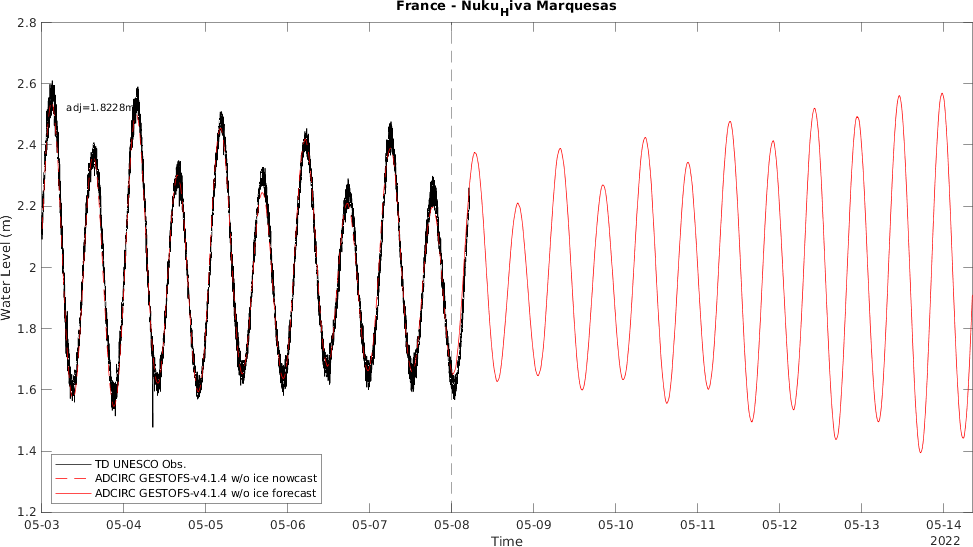 France - Nuku_Hiva Marquesas
2.8
2.6
adj=1.8228m
2.4
2.2
Water Level (m)
2
1.8
1.6
1.4
TD UNESCO Obs.
ADCIRC GESTOFS-v4.1.4 w/o ice nowcast
ADCIRC GESTOFS-v4.1.4 w/o ice forecast
1.2
05-03 05-04 05-05 05-06 05-07 05-08 05-09 05-10 05-11 05-12 05-13 05-14
Time 2022